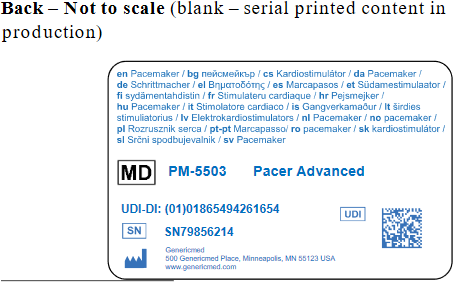 Back – Not to scale (blank – serial printed content in
production)
en Pacemaker / bg пейсмейкър / cs Kardiostimulátor / da Pacemaker /
de Schrittmacher / el Βηματοδότης / es Marcapasos / et Südamestimulaator /
fi sydämentahdistin / fr Stimulateru cardiaque / hr Pejsmejker /
hu Pacemaker / it Stimolatore cardiaco / is Gangverkamaður / lt širdies
stimuliatorius / lv Elektrokardiostimulators / nl Pacemaker / no pacemaker /
pl Rozrusznik serca / pt-pt Marcapasso/ ro pacemaker / sk kardiostimulátor /
sl Srčni spodbujevalnik / sv Pacemaker
MD PM-5503 Pacer Advanced
UDI-DI: (01)01865494261654
UDI
SN SN79856214
Genericmed
500 Genericmed Place, Minneapolis, MN 55123 USA
www.genericmed.com